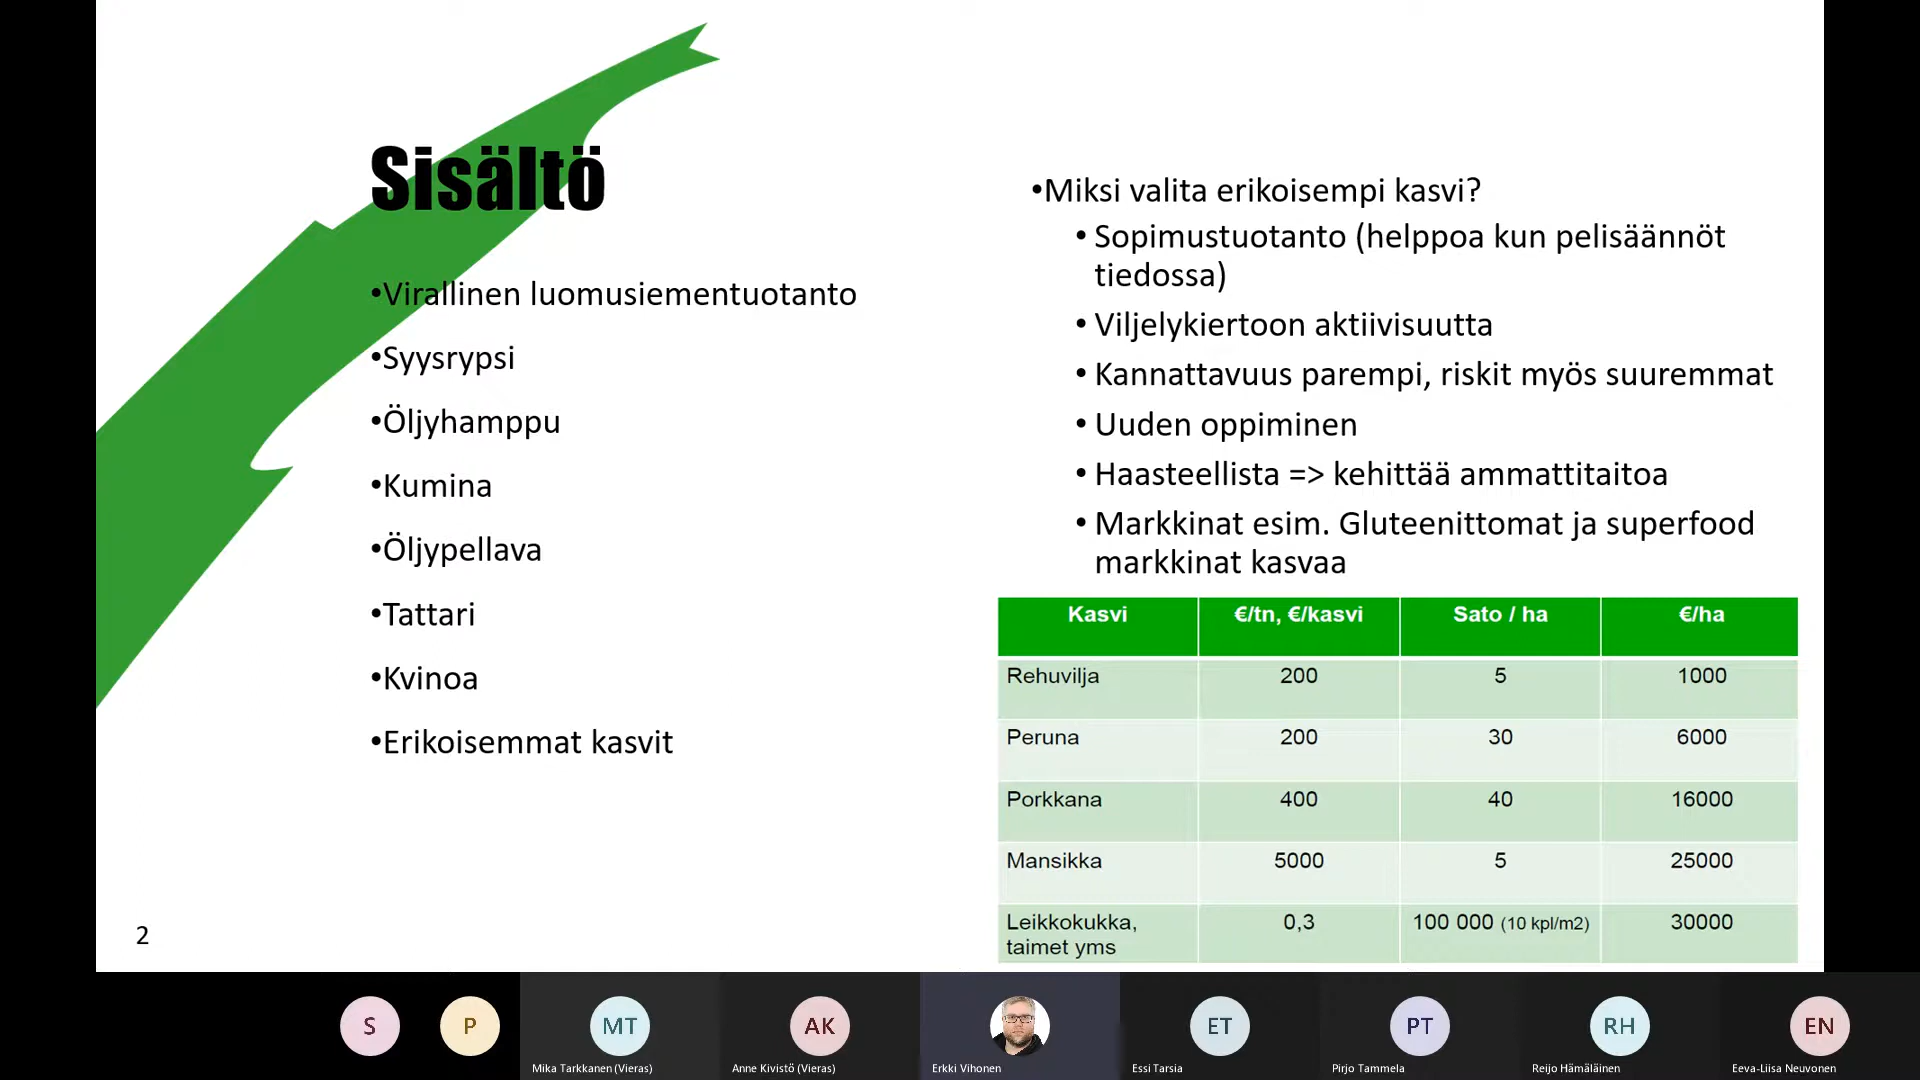 Sisältö
•Virallinen luomusiementuotanto
•Syysrypsi
•Öljyhamppu
•Kumina
•Öljypellava
•Tattari
•Kvinoa
•Erikoisemmat kasvit
2
•Miksi valita erikoisempi kasvi?
• Sopimustuotanto (helppoa kun pelisäännöt
tiedossa)
• Viljelykiertoon aktiivisuutta
• Kannattavuus parempi, riskit myös suuremmat
• Uuden oppiminen
• Haasteellista => kehittää ammattitaitoa
• Markkinat esim. Gluteenittomat ja superfood
markkinat kasvaa
Kasvi €/tn, €/kasvi Sato / ha €/ha
Rehuvilja 200 5 1000
Peruna 200 30 6000
Porkkana 400 40 16000
Mansikka 5000 5 25000
Leikkokukka, 0,3 100 000 (10 kpl/m2) 30000
taimet yms
S P MT AK ET PT RH EN
Mika Tarkkanen (Vieras) Anne Kivistö (Vieras) Erkki Vihonen Essi Tarsia Pirjo Tammela Reijo Hämäläinen Eeva-Liisa Neuvonen